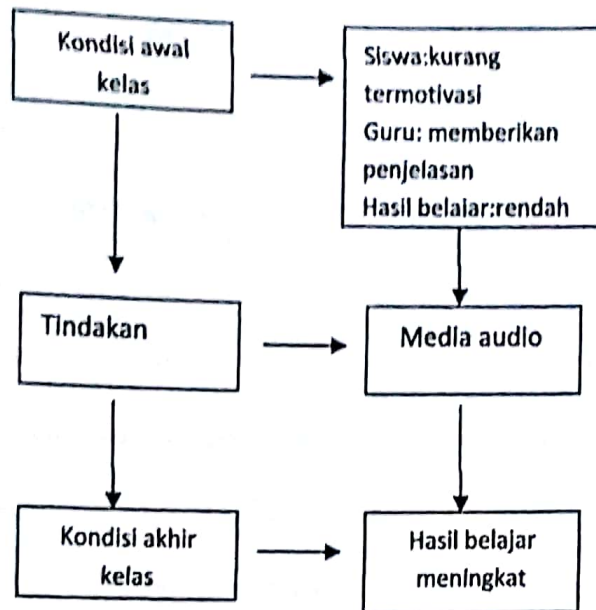 Kondisi awal
kelas
Siswa:kurang
termotivasi
Guru: memberikan
penjelasan
Hasil belajar:rendah
Tindakan
Media audio
Kondisi akhir
kelas
Hasil belajar
meningkat